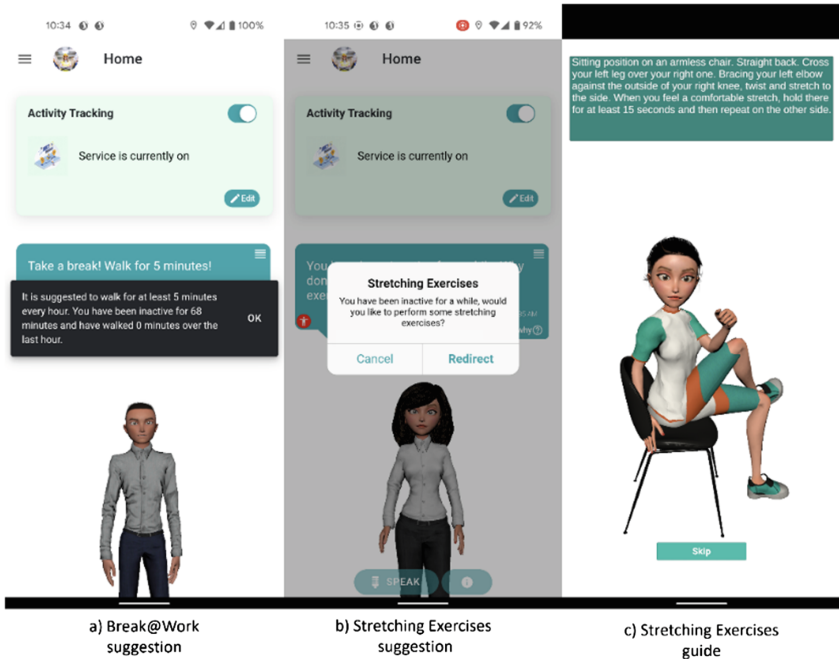 10:34
100%
Home
Activity Tracking
Service is currently on
Edit
Take a break! Walk for 5 minutes!
It is suggested to walk for at least 5 minutes
every hour. You have been inactive for 68
minutes and have walked 0 minutes over the
last hour.
OK
a) Break@Work
suggestion
10:35
92%
Home
Activity Tracking
Service is currently on
Edit
You
don
exe
Stretching Exercises
You have been inactive for a while, would
you like to perform some stretching
exercises?
Cancel
Redirect
AM
why?
SPEAK
b) Stretching Exercises
suggestion
Sitting position on an armless chair. Straight back. Cross
your left leg over your right one. Bracing your left elbow
against the outside of your right knee, twist and stretch to
the side. When you feel a comfortable stretch, hold there
for at least 15 seconds and then repeat on the other side.
Skip
c) Stretching Exercises
guide